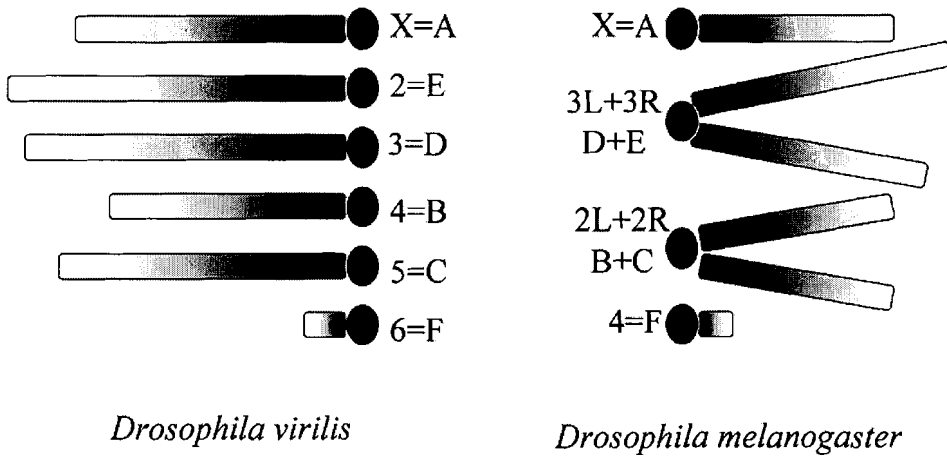 X=A
2=E
3=D
4=B
5=C
6=F
Drosophila virilis
X=A
3L+3R
D+E
2L+2R
B+C
4=F
Drosophila melanogaster